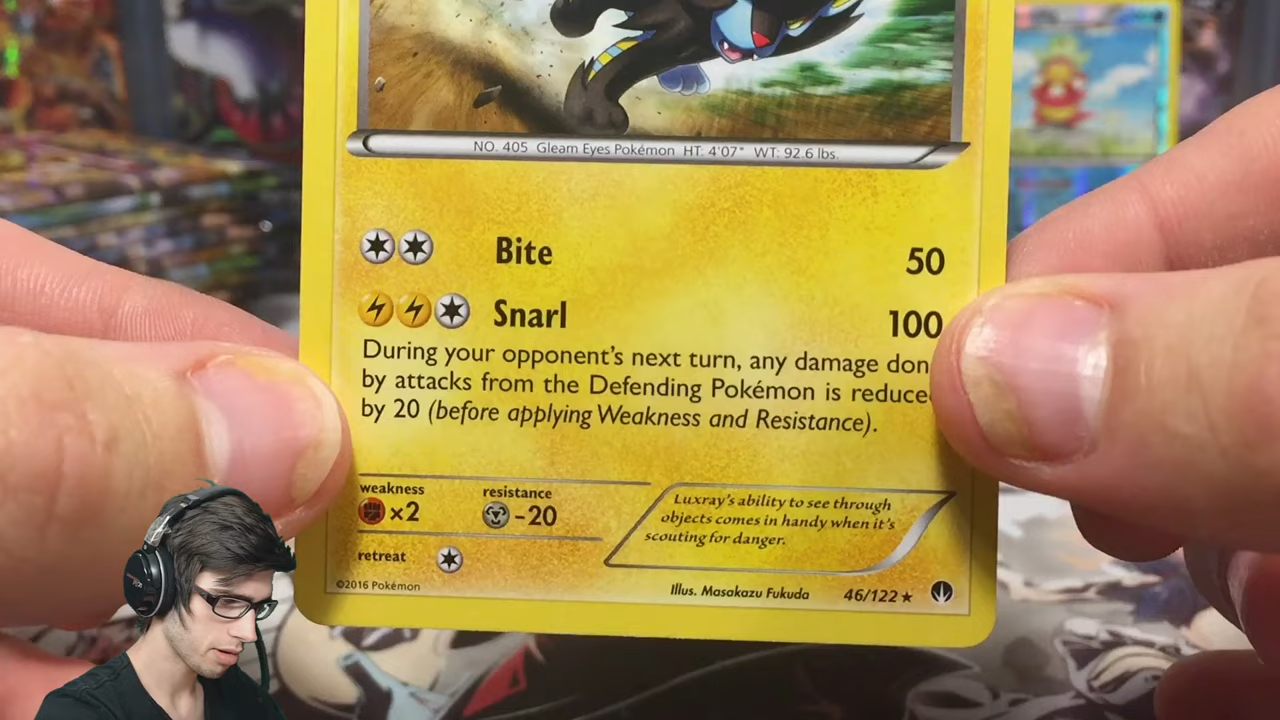 NO. 405 Gleam Eyes Pokémon HT: 4'07" WT: 92.6 lbs.
Bite 50
Snarl 100
During your opponent's next turn, any damage don
by attacks from the Defending Pokémon is reduce
by 20 (before applying Weakness and Resistance).
weakness resistance
×2 -20
retreat
Luxray's ability to see through
objects comes in handy when it's
scouting for danger.
©2016 Pokémon
Illus. Masakazu Fukuda 46/122 ★